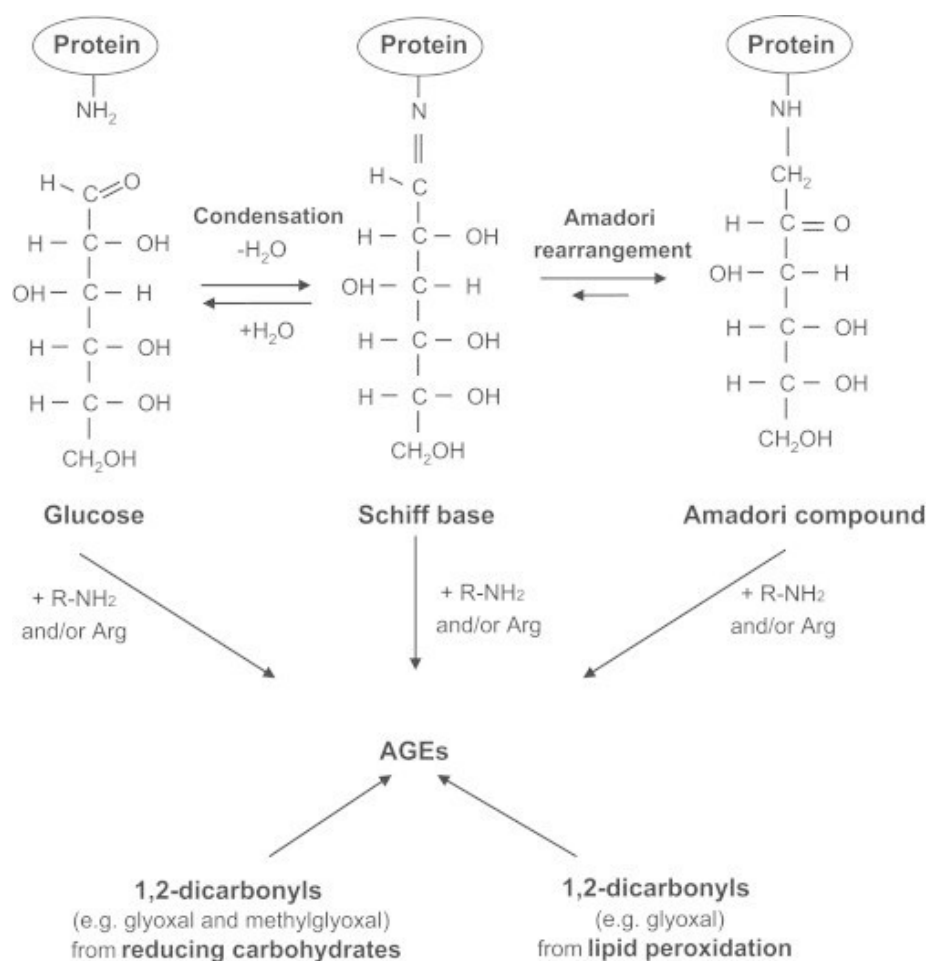 Protein Protein Protein
NH₂ N NH
H C O H C CH₂
Condensation
-H₂O
+H₂O
Amadori
rearrangement
H – C – OH H – C – OH H – C = O
OH – C – H OH – C – H OH – C – H
H – C – OH H – C – OH H – C – OH
H – C – OH H – C – OH H – C – OH
CH₂OH CH₂OH CH₂OH
Glucose Schiff base Amadori compound
+ R-NH₂ + R-NH₂ + R-NH₂
and/or Arg and/or Arg and/or Arg
AGEs
1,2-dicarbonyls 1,2-dicarbonyls
(e.g. glyoxal and methylglyoxal) (e.g. glyoxal)
from reducing carbohydrates from lipid peroxidation